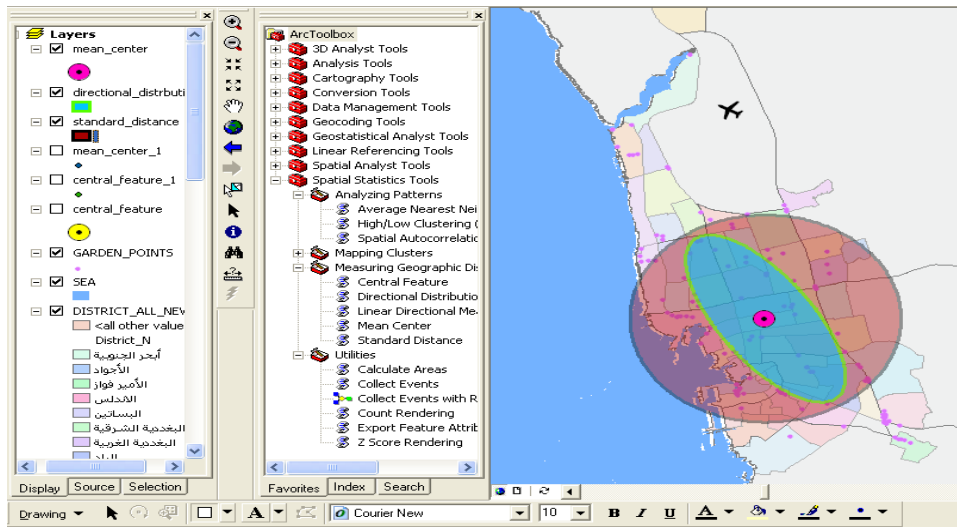 Layers
mean_center
directional_distrbuti
standard_distance
mean_center_1
central_feature_1
central_feature
GARDEN_POINTS
SEA
DISTRICT_ALL_NEV
<all other value
District_N
أبحر الجنوبية
الأجواد
الأمير فواز
الاندلس
البساتين
البغددية الشرقية
البغددية الغربية
Display Source Selection
ArcToolbox
3D Analyst Tools
Analysis Tools
Cartography Tools
Conversion Tools
Data Management Tools
Geocoding Tools
Geostatistical Analyst Tools
Linear Referencing Tools
Spatial Analyst Tools
Spatial Statistics Tools
Analyzing Patterns
Average Nearest Nei
High/Low Clustering (
Spatial Autocorrelatic
Mapping Clusters
Measuring Geographic Di
Central Feature
Directional Distributio
Linear Directional Me
Mean Center
Standard Distance
Utilities
Calculate Areas
Collect Events
Collect Events with R
Count Rendering
Export Feature Attrib
Z Score Rendering
Favorites Index Search
Drawing A Courier New 10 B I U A